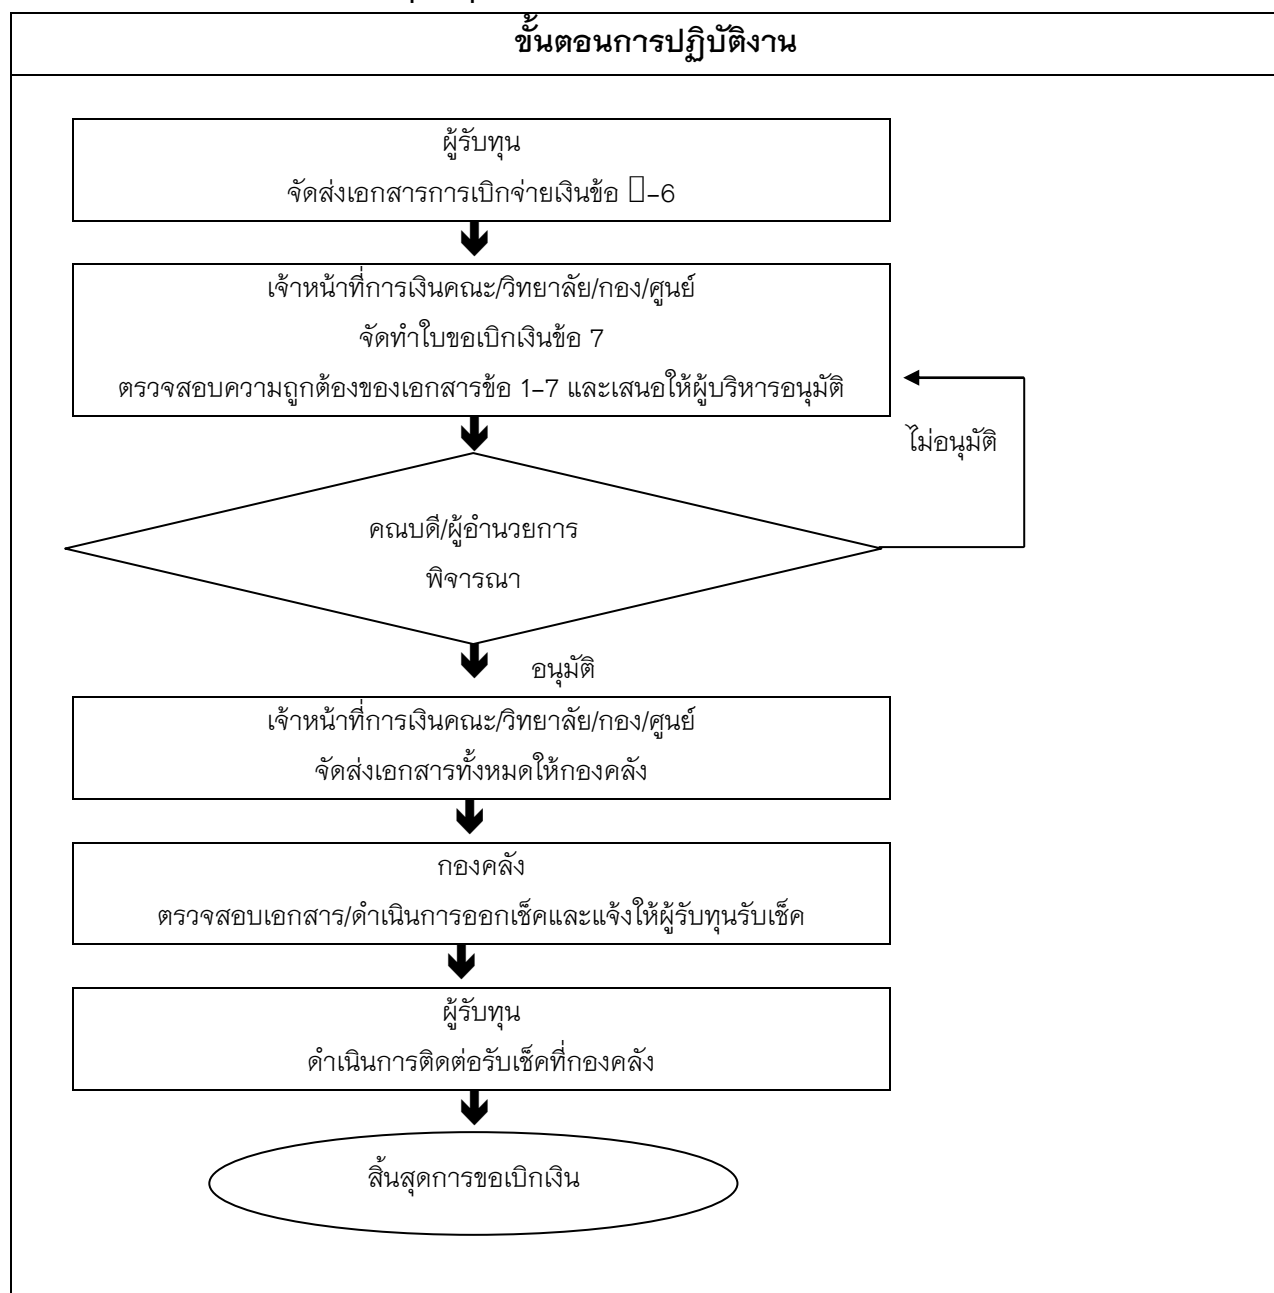 ขั้นตอนการปฏิบัติงาน
ผู้รับทุน
จัดส่งเอกสารการเบิกจ่ายเงินข้อ -6
เจ้าหน้าที่การเงินคณะ/วิทยาลัย/กอง/ศูนย์
จัดทำใบขอเบิกเงินข้อ 7
ตรวจสอบความถูกต้องของเอกสารข้อ 1-7 และเสนอให้ผู้บริหารอนุมัติ
ไม่อนุมัติ
คณบดี/ผู้อำนวยการ
พิจารณา
อนุมัติ
เจ้าหน้าที่การเงินคณะ/วิทยาลัย/กอง/ศูนย์
จัดส่งเอกสารทั้งหมดให้กองคลัง
กองคลัง
ตรวจสอบเอกสาร/ดำเนินการออกเช็คและแจ้งให้ผู้รับทุนรับเช็ค
ผู้รับทุน
ดำเนินการติดต่อรับเช็คที่กองคลัง
สิ้นสุดการขอเบิกเงิน